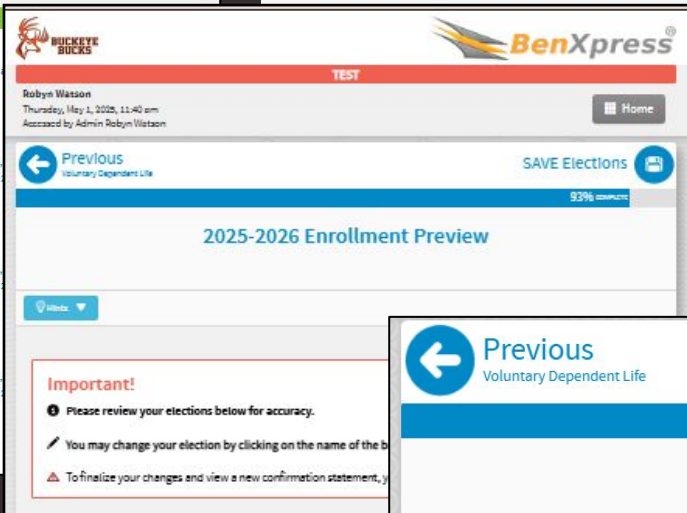 BUCKEYE
BUCKS
BenXpress®
TEST
Robyn Watson
Thursday, May 1, 2025, 11:40 am
Accessed by Admin Robyn Watson
Home
Previous
Voluntary Dependent Life
SAVE Elections
93% COMPLETE
2025-2026 Enrollment Preview
Hints
Important!
Please review your elections below for accuracy.
You may change your election by clicking on the name of the b
To finalize your changes and view a new confirmation statement, y
Previous
Voluntary Dependent Life